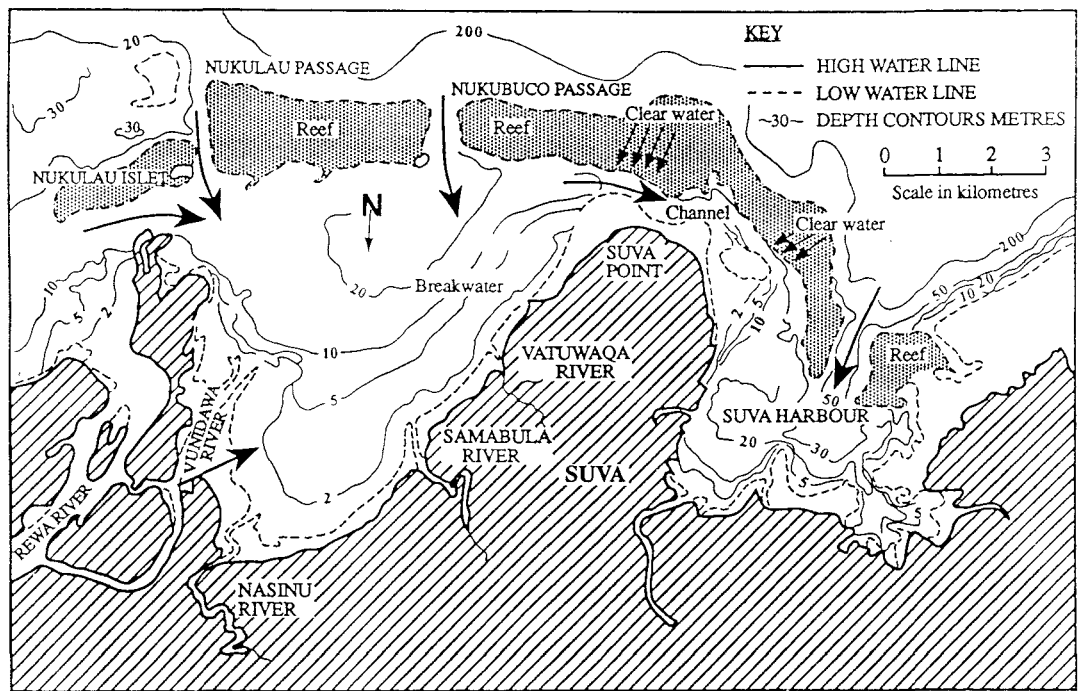 20
200
30
30
NUKULAU PASSAGE
NUKUBUCO PASSAGE
KEY
HIGH WATER LINE
LOW WATER LINE
~30~ DEPTH CONTOURS METRES
0 1 2 3
Scale in kilometres
Reef
Reef
Clear water
NUKULAU ISLET
N
Channel
Clear water
200
SUVA
POINT
20
Breakwater
10
5
2
2
5
10
50
20
10
10
5
VATUWAQA
RIVER
Reef
50
SUVA HARBOUR
20
30
VUNIDAWA
RIVER
SAMABULA
RIVER
SUVA
2
5
5
REWA RIVER
NASINU
RIVER